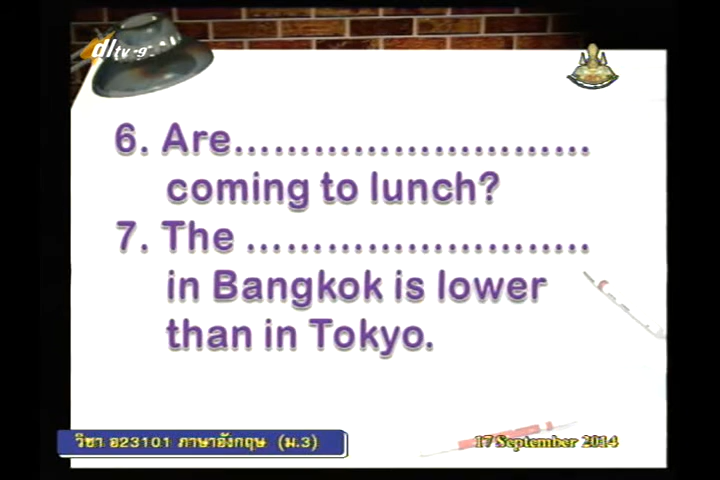 dltv-9
6. Are...........................
coming to lunch?
7. The ..........................
in Bangkok is lower
than in Tokyo.
วิชา อ23101 ภาษาอังกฤษ (ม.3)
17 September 2014